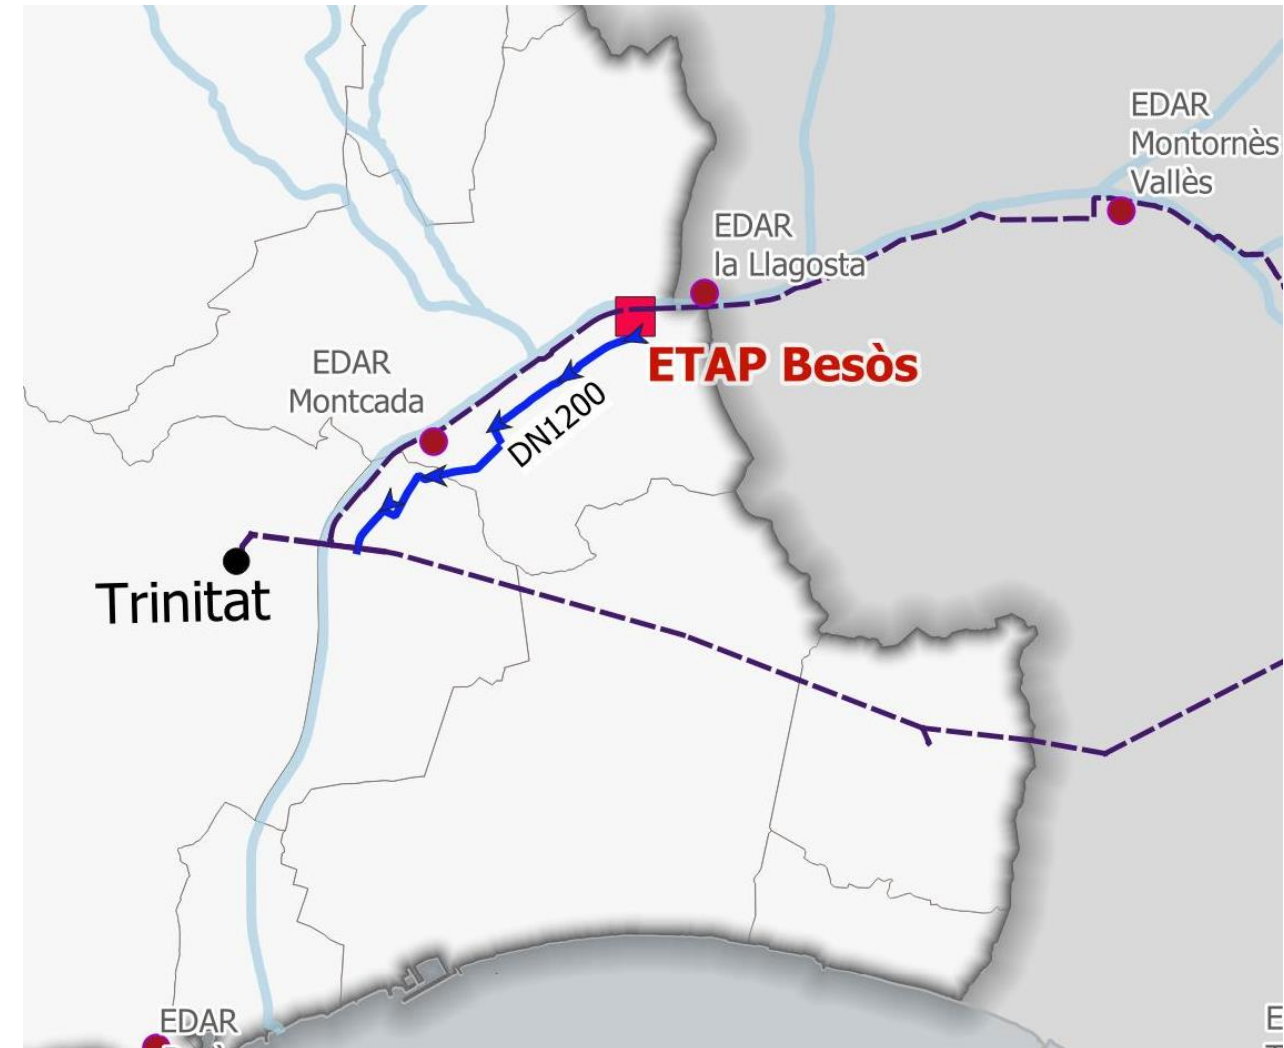 EDAR
Montornès
Vallès
EDAR
la Llagosta
ETAP Besòs
EDAR
Montcada
DN1200
Trinitat
EDAR